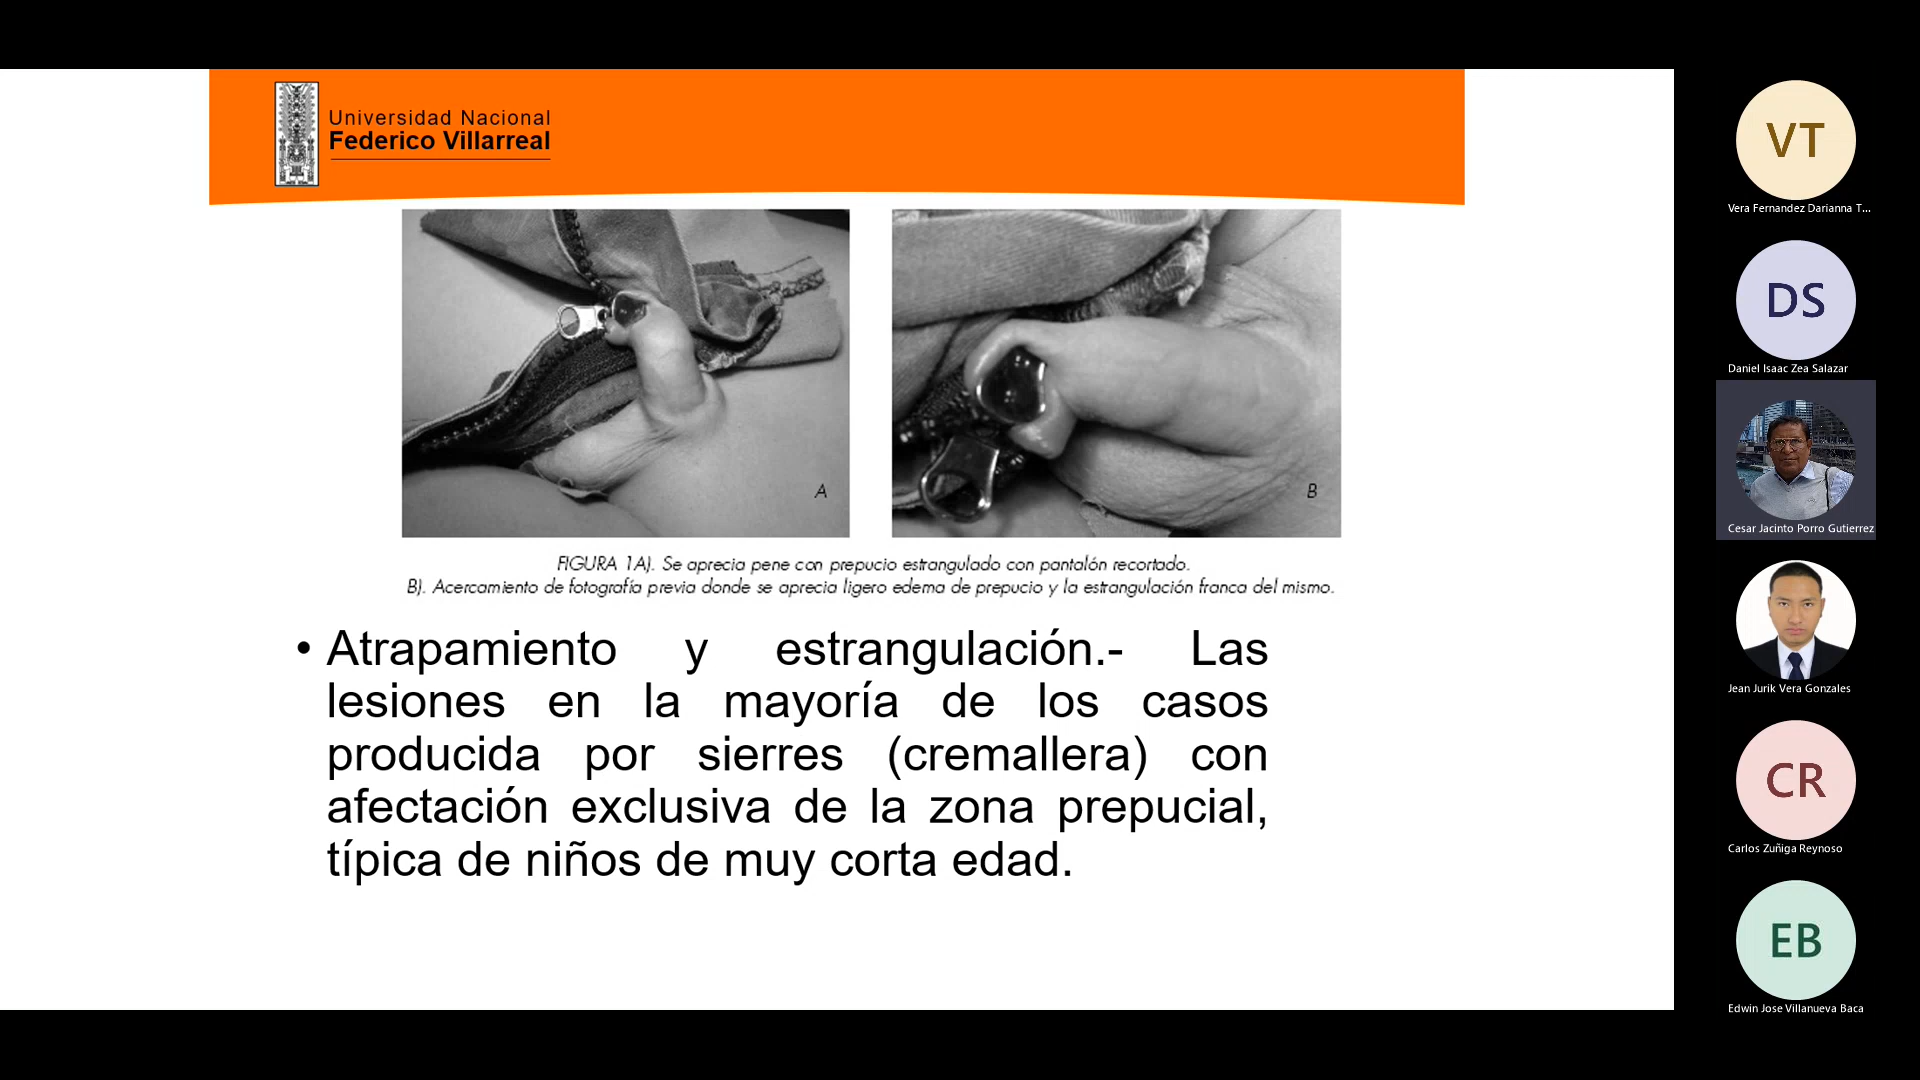 Universidad Nacional
Federico Villarreal
A
B
FIGURA 1A). Se aprecia pene con prepucio estrangulado con pantalón recortado.
B). Acercamiento de fotografía previa donde se aprecia ligero edema de prepucio y la estrangulación franca del mismo.
• Atrapamiento y estrangulación.- Las
lesiones en la mayoría de los casos
producida por sierres (cremallera) con
afectación exclusiva de la zona prepucial,
típica de niños de muy corta edad.
VT
Vera Fernandez Darianna T...
DS
Daniel Isaac Zea Salazar
Cesar Jacinto Porro Gutierrez
Jean Jurik Vera Gonzales
CR
Carlos Zuñiga Reynoso
EB
Edwin Jose Villanueva Baca